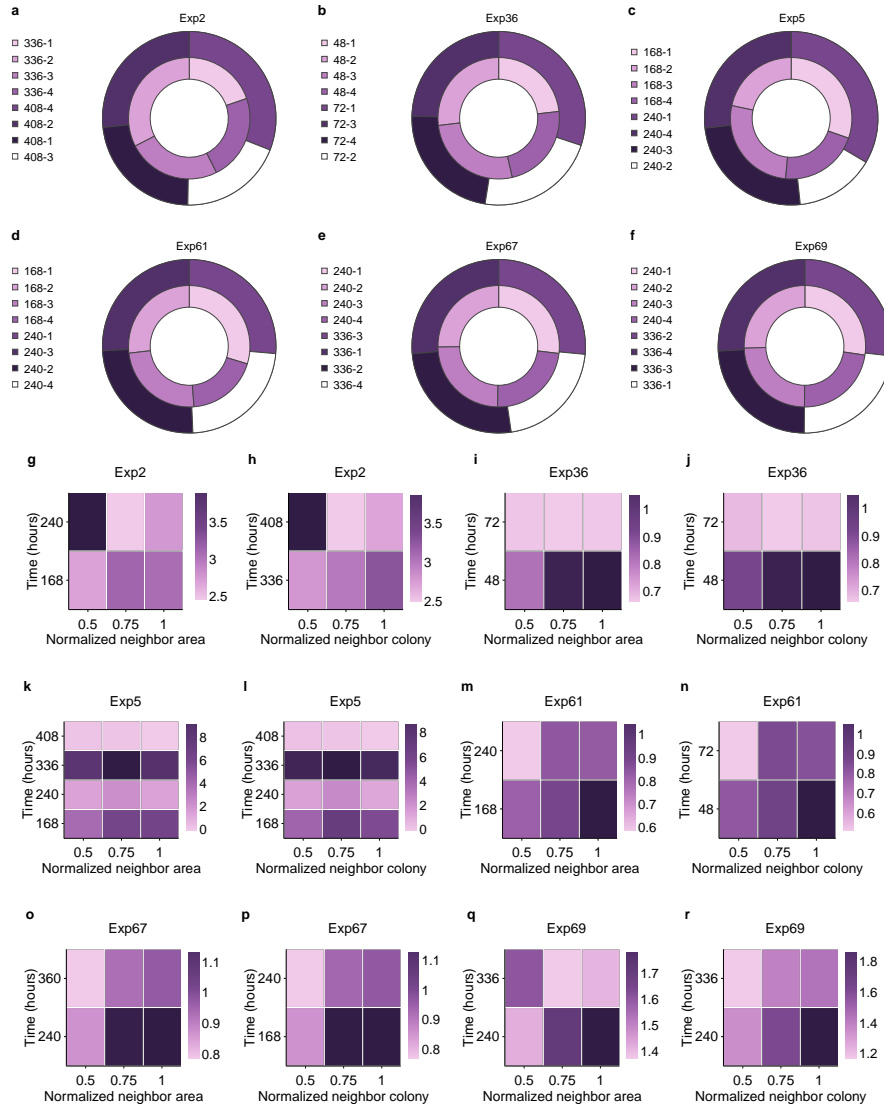 a
Exp2
336-1
336-2
336-3
336-4
408-4
408-2
408-1
408-3
b
Exp36
48-1
48-2
48-3
48-4
72-1
72-3
72-4
72-2
c
Exp5
168-1
168-2
168-3
168-4
240-1
240-4
240-3
240-2
d
Exp61
168-1
168-2
168-3
168-4
240-1
240-3
240-2
240-4
e
Exp67
240-1
240-2
240-3
240-4
336-3
336-1
336-2
336-4
f
Exp69
240-1
240-2
240-3
240-4
336-2
336-4
336-3
336-1
g
Exp2
Time (hours)
240
168
0.5 0.75 1
Normalized neighbor area
3.5
3
2.5
h
Exp2
Time (hours)
408
336
0.5 0.75 1
Normalized neighbor colony
3.5
3
2.5
i
Exp36
Time (hours)
72
48
0.5 0.75 1
Normalized neighbor area
1
0.9
0.8
0.7
j
Exp36
Time (hours)
72
48
0.5 0.75 1
Normalized neighbor colony
1
0.9
0.8
0.7
k
Exp5
Time (hours)
408
336
240
168
0.5 0.75 1
Normalized neighbor area
8
6
4
2
0
l
Exp5
Time (hours)
408
336
240
168
0.5 0.75 1
Normalized neighbor colony
8
6
4
2
0
m
Exp61
Time (hours)
240
168
0.5 0.75 1
Normalized neighbor area
1
0.9
0.8
0.7
0.6
n
Exp61
Time (hours)
72
48
0.5 0.75 1
Normalized neighbor colony
1
0.9
0.8
0.7
0.6
o
Exp67
Time (hours)
360
240
0.5 0.75 1
Normalized neighbor area
1.1
1
0.9
0.8
p
Exp67
Time (hours)
240
168
0.5 0.75 1
Normalized neighbor colony
1.1
1
0.9
0.8
q
Exp69
Time (hours)
336
240
0.5 0.75 1
Normalized neighbor area
1.7
1.6
1.5
1.4
r
Exp69
Time (hours)
336
240
0.5 0.75 1
Normalized neighbor colony
1.8
1.6
1.4
1.2